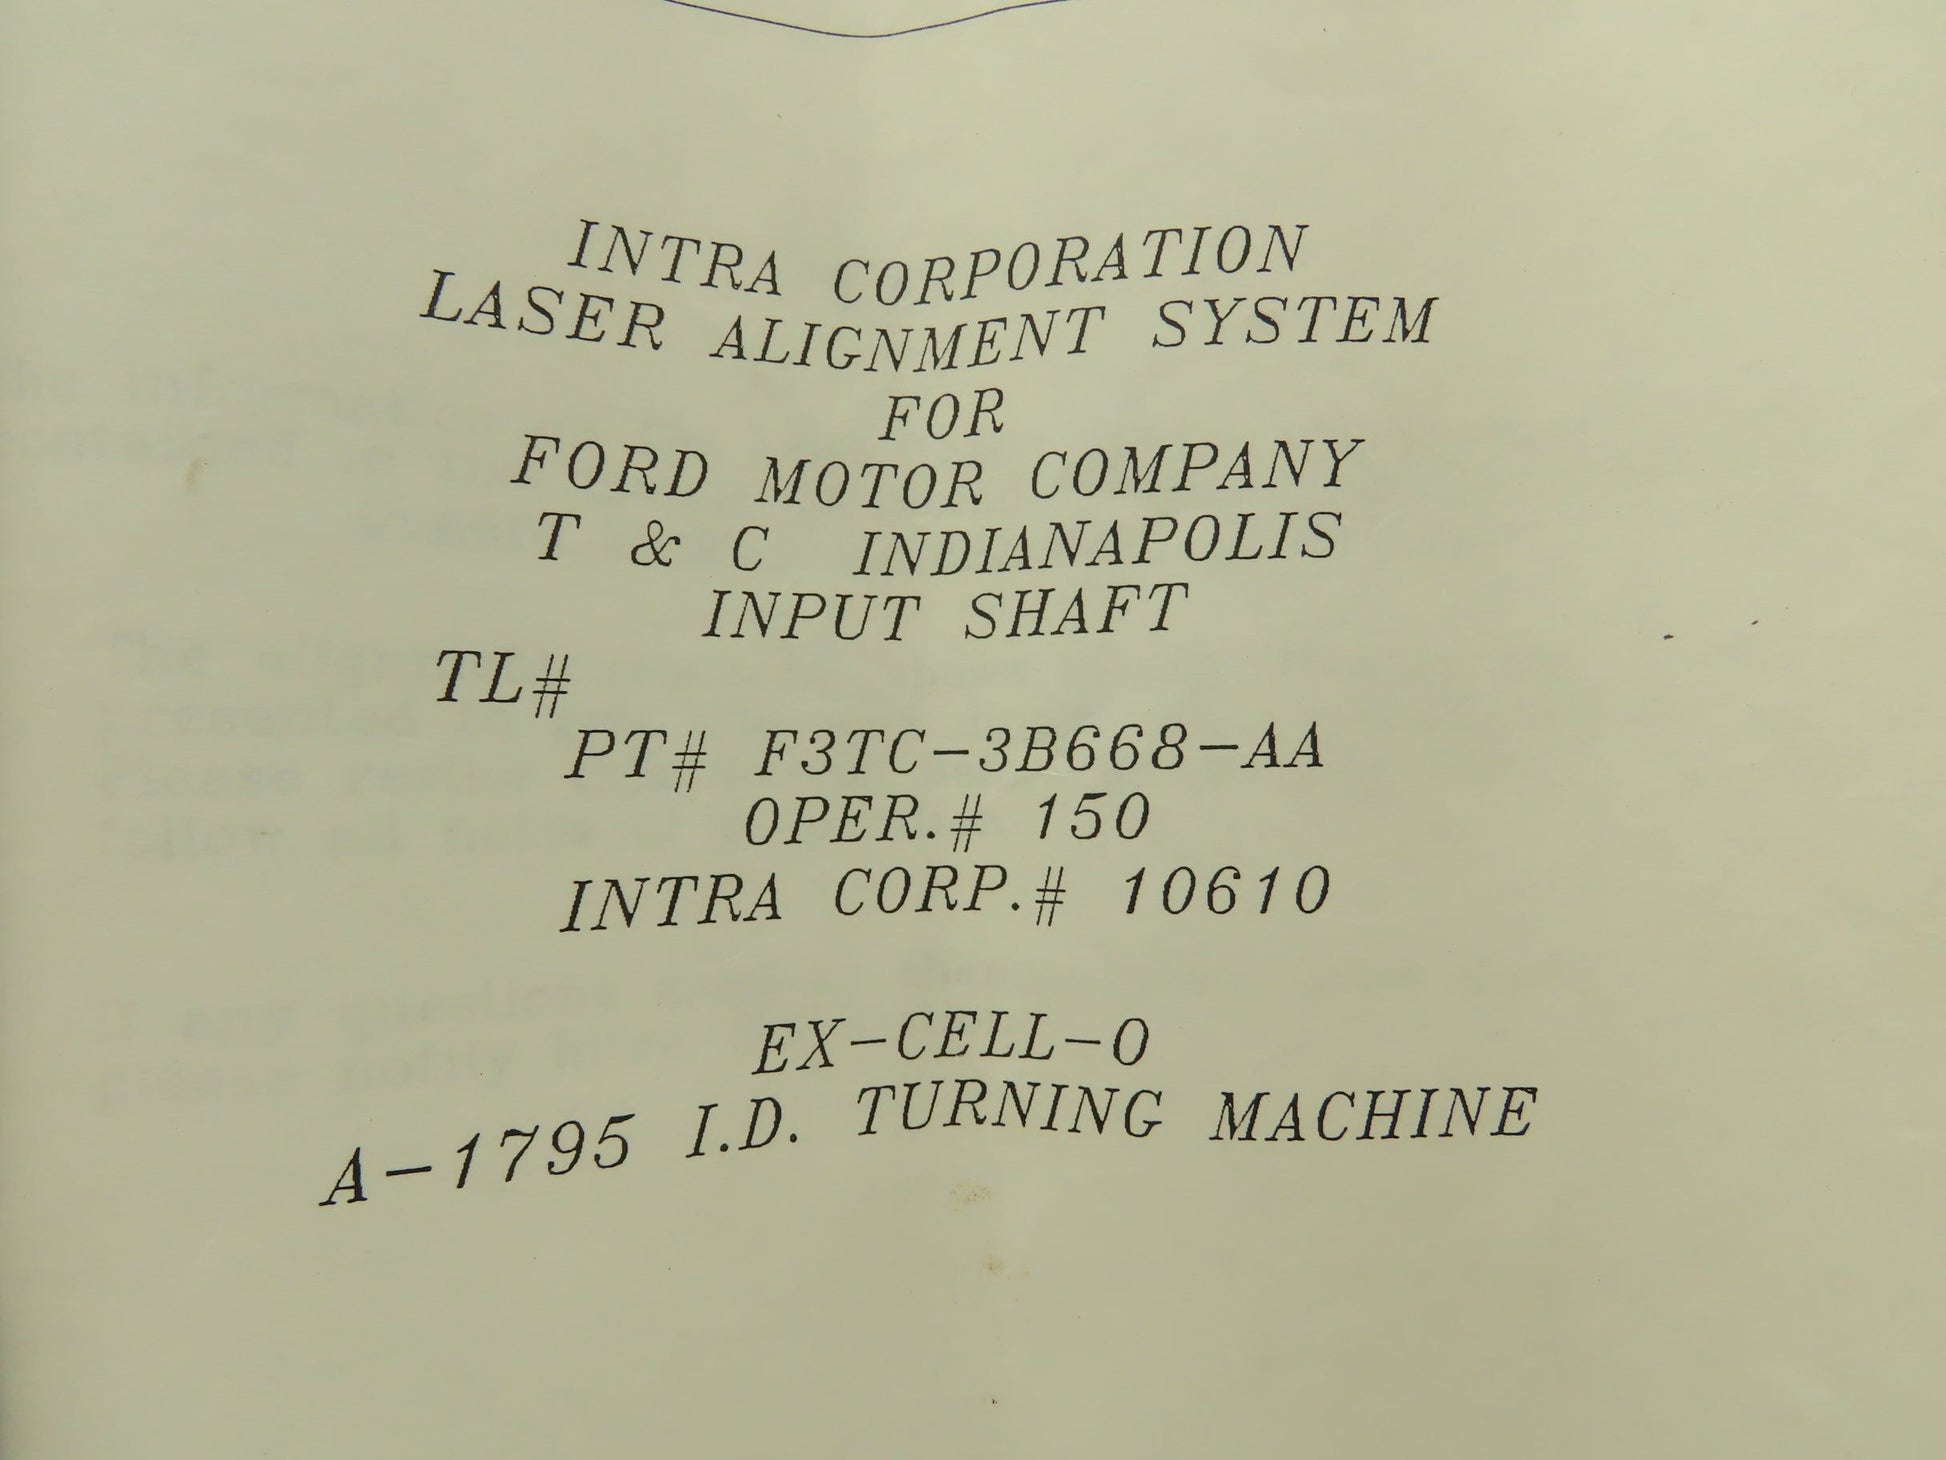 INTRA CORPORATION
LASER ALIGNMENT SYSTEM
FOR
FORD MOTOR COMPANY
T & C INDIANAPOLIS
INPUT SHAFT
TL#
PT# F3TC-3B668-AA
OPER.# 150
INTRA CORP.# 10610
EX-CELL-O
A-1795 I.D. TURNING MACHINE